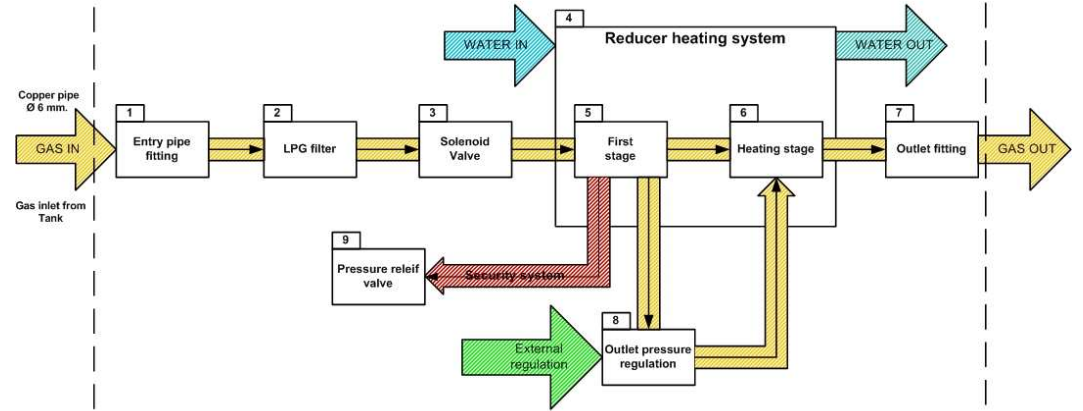 4
WATER IN
Reducer heating system
WATER OUT
Copper pipe
Ø 6 mm.
GAS IN
Gas inlet from
Tank
1
Entry pipe
fitting
2
LPG filter
3
Solenoid
Valve
5
First
stage
6
Heating stage
7
Outlet fitting
GAS OUT
9
Pressure releif
valve
Security system
8
Outlet pressure
regulation
External
regulation